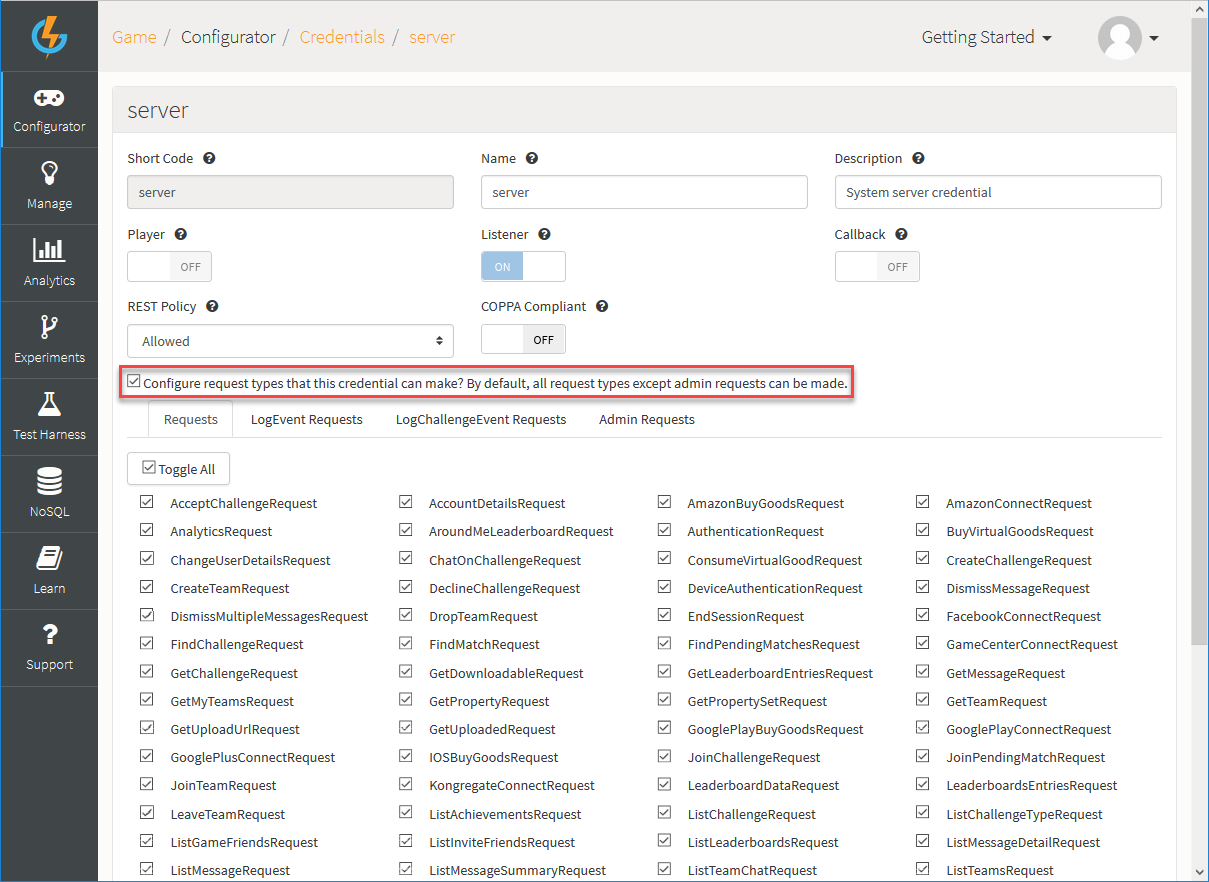 Game / Configurator / Credentials / server
Getting Started
Configurator
Manage
Analytics
Experiments
Test Harness
NoSQL
Learn
Support
server
Short Code ? Name ? Description ?
server server System server credential
Player ? Listener ? Callback ?
OFF ON OFF
REST Policy ? COPPA Compliant ?
Allowed OFF
Configure request types that this credential can make? By default, all request types except admin requests can be made.
Requests LogEvent Requests LogChallengeEvent Requests Admin Requests
Toggle All
AcceptChallengeRequest AccountDetailsRequest AmazonBuyGoodsRequest AmazonConnectRequest
AnalyticsRequest AroundMeLeaderboardRequest AuthenticationRequest BuyVirtualGoodsRequest
ChangeUserDetailsRequest ChatOnChallengeRequest ConsumeVirtualGoodRequest CreateChallengeRequest
CreateTeamRequest DeclineChallengeRequest DeviceAuthenticationRequest DismissMessageRequest
DismissMultipleMessagesRequest DropTeamRequest EndSessionRequest FacebookConnectRequest
FindChallengeRequest FindMatchRequest FindPendingMatchesRequest GameCenterConnectRequest
GetChallengeRequest GetDownloadableRequest GetLeaderboardEntriesRequest GetMessageRequest
GetMyTeamsRequest GetPropertyRequest GetPropertySetRequest GetTeamRequest
GetUploadUrlRequest GetUploadedRequest GooglePlayBuyGoodsRequest GooglePlayConnectRequest
GooglePlusConnectRequest IOSBuyGoodsRequest JoinChallengeRequest JoinPendingMatchRequest
JoinTeamRequest KongregateConnectRequest LeaderboardDataRequest LeaderboardsEntriesRequest
LeaveTeamRequest ListAchievementsRequest ListChallengeRequest ListChallengeTypeRequest
ListGameFriendsRequest ListInviteFriendsRequest ListLeaderboardsRequest ListMessageDetailRequest
ListMessageRequest ListMessageSummaryRequest ListTeamChatRequest ListTeamsRequest